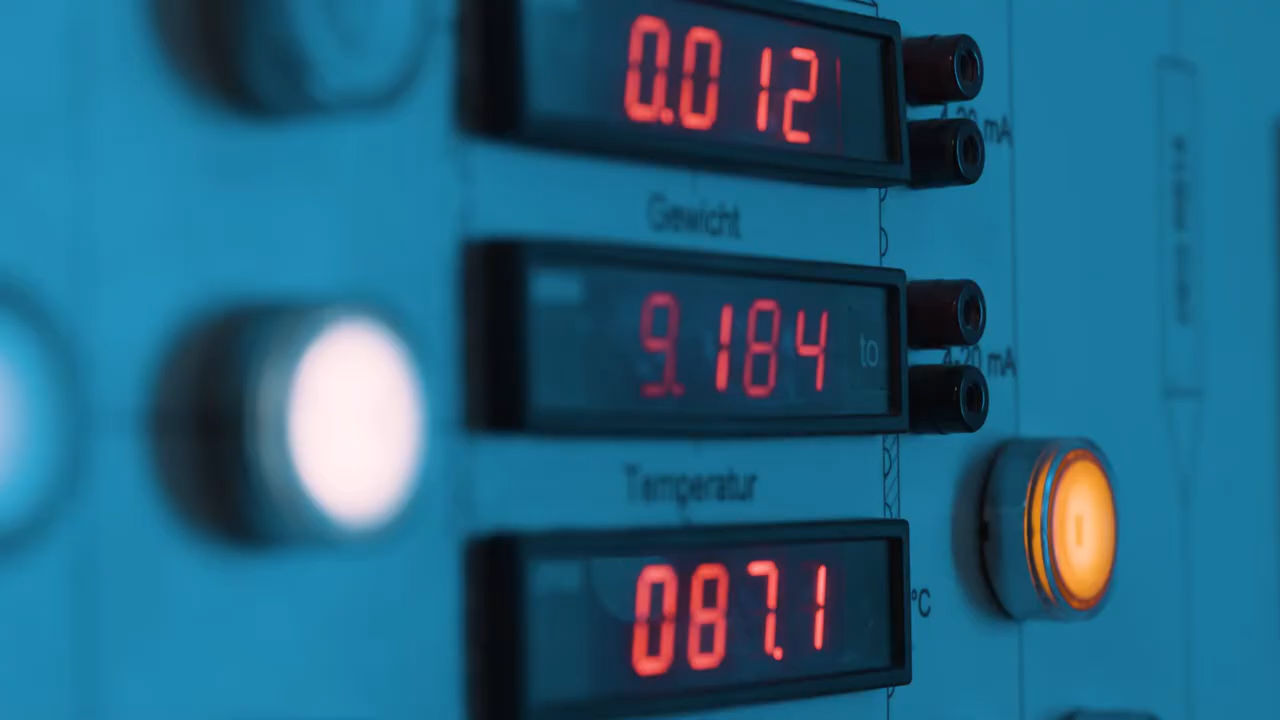 0.012
4-20 mA
Gewicht
9.184 to
4-20 mA
Temperatur
087.1
°C